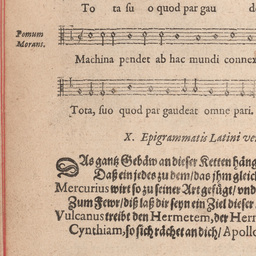 To ta su o quod par gau
Pomum
Morans.
Machina pendet ab hac mundi connex
Tota, suo quod par gaudeat omne pari.
X. Epigrammatis Latini ve
DAs gantz Gebäw an dieser Ketten häng
Daß ein jedes zu dem/ das jhm gleich
Mercurius wirt so zu seiner Art gefügt/ vnd
Zum Fewr/ diß laß dir seyn ein Ziel dieser
Vulcanus treibt den Hermetem, der Herm
Cynthiam, so sich rächet an dich/ Apollo